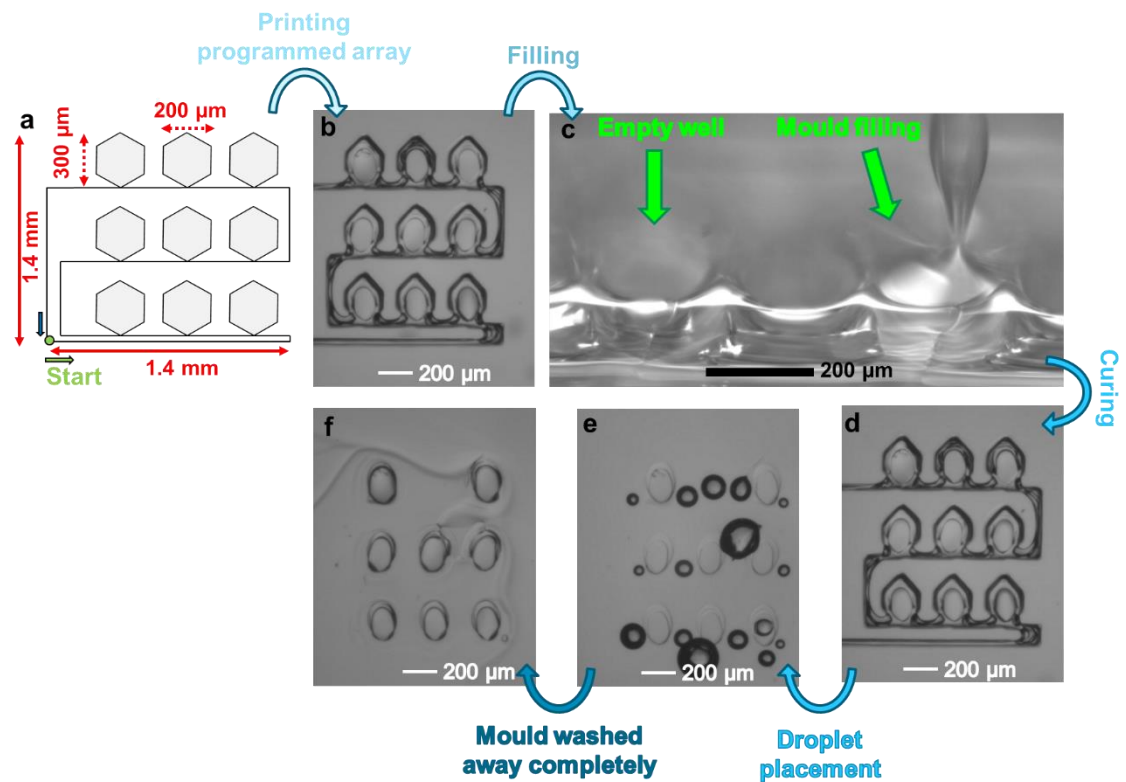 Printing
programmed array
Filling
a
200 µm
300 µm
1.4 mm
1.4 mm
Start
b
200 µm
c
Empty well
Mould filling
200 µm
Curing
f
200 µm
e
200 µm
d
200 µm
Mould washed
away completely
Droplet
placement